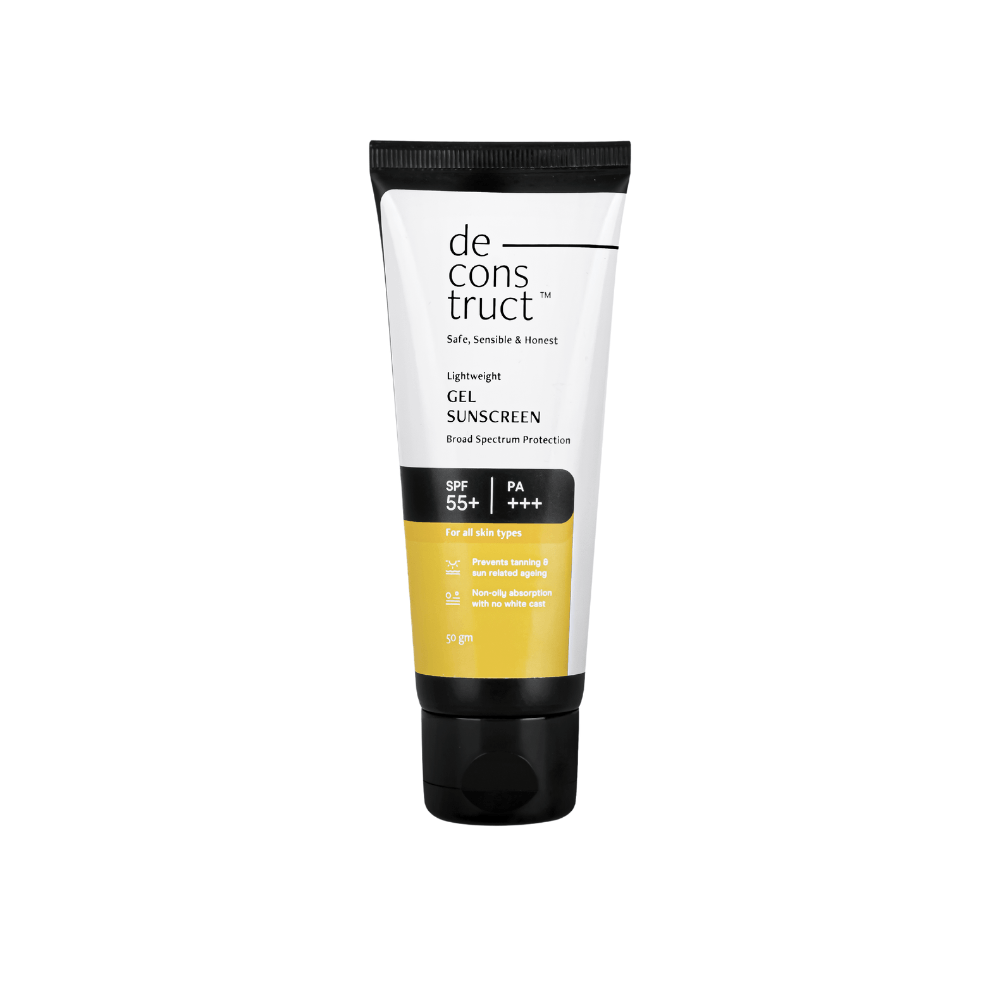 de
cons
truct™
Safe, Sensible & Honest
Lightweight
GEL
SUNSCREEN
Broad Spectrum Protection
SPF
55+
PA
+++
For all skin types
Prevents tanning &
sun related ageing
Non-oily absorption
with no white cast
50 gm